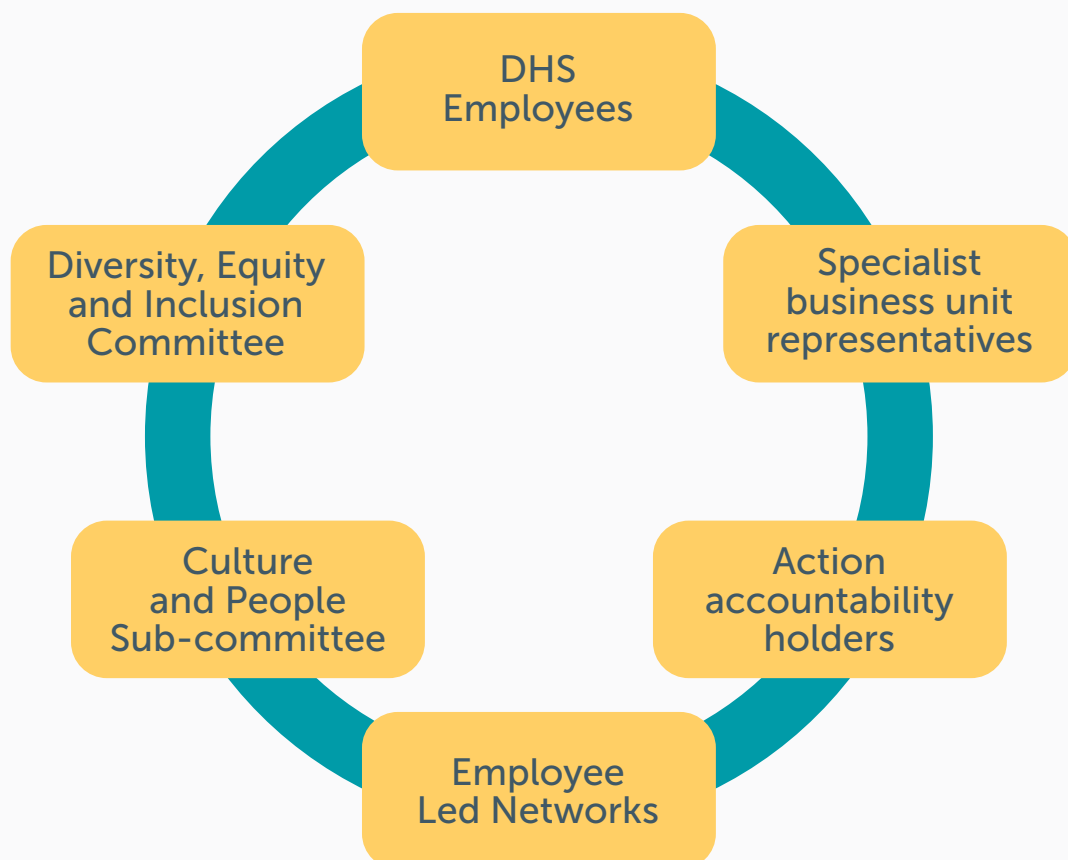 DHS
Employees
Diversity, Equity
and Inclusion
Committee
Specialist
business unit
representatives
Culture
and People
Sub-committee
Action
accountability
holders
Employee
Led Networks